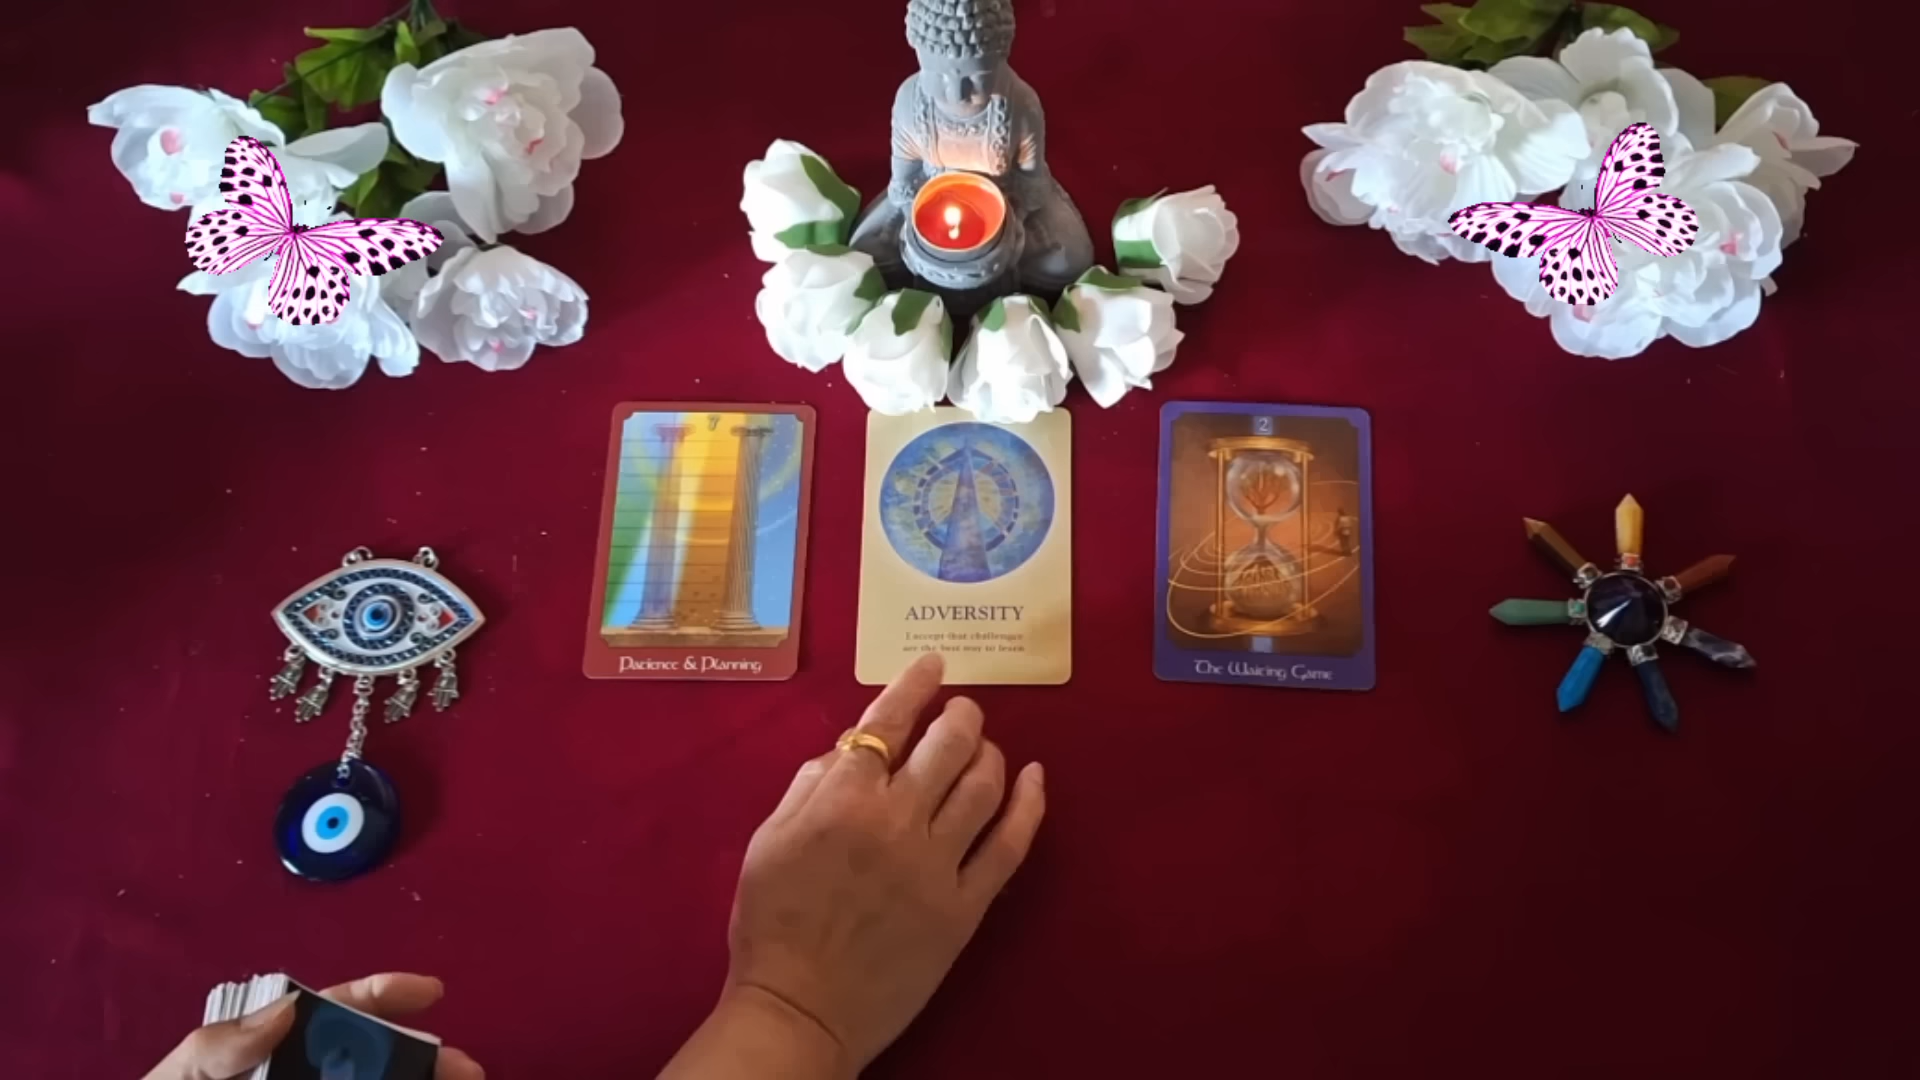 7
Patience & Planning
ADVERSITY
I accept that challenges
are the best way to learn
2
The Waiting Game